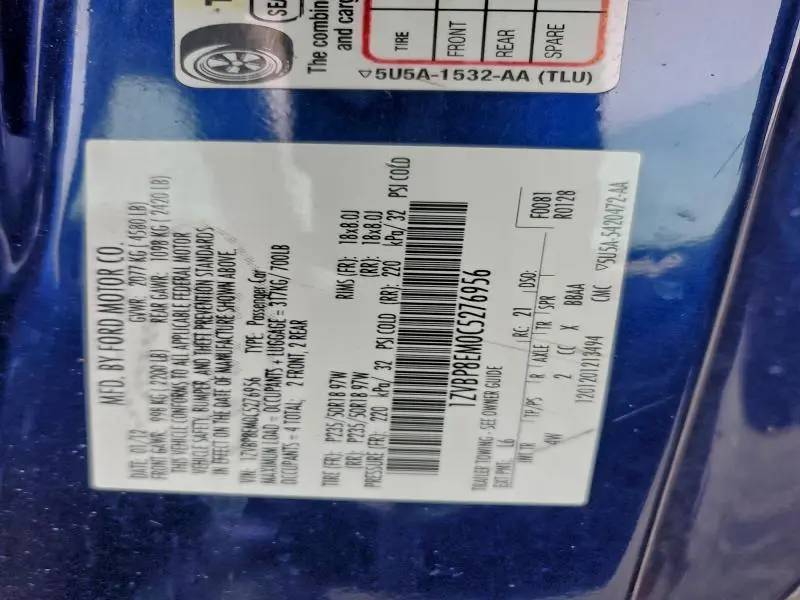 SEA
The combin
and carg
TIRE
FRONT
REAR
SPARE
▽5U5A-1532-AA (TLU)
MFD. BY FORD MOTOR CO.
DATE: 01/12 GVWR: 2077 KG ( 4580 LB)
FRONT GAWR: 998 KG ( 2200 LB) REAR GAWR: 1098 KG ( 2420 LB)
THIS VEHICLE CONFORMS TO ALL APPLICABLE FEDERAL MOTOR
VEHICLE SAFETY, BUMPER, AND THEFT PREVENTION STANDARDS
IN EFFECT ON THE DATE OF MANUFACTURE SHOWN ABOVE.
VIN: 1ZVBP8EM0C5276956 TYPE: Passenger Car
MAXIMUM LOAD = OCCUPANTS + LUGGAGE = 317KG / 700LB
OCCUPANTS = 4 TOTAL; 2 FRONT, 2 REAR
TIRE (FR): P235/50R18 97W RIMS (FR): 18x8.0J
(RR): P235/50R18 97W (RR): 18x8.0J
PRESSURE (FR): 220 kPa/ 32 PSI COLD (RR): 220 kPa/ 32 PSI COLD
1ZVBP8EM0C5276956
TRAILER TOWING - SEE OWNER GUIDE
EXT PNT: L6 RC: 21 DSO: F0081
R0128
INT TR TP/PS R AXLE TR SPR
4W 2 CC X BBAA
1201201213494 CMC ▽5U5A-5420472-AA